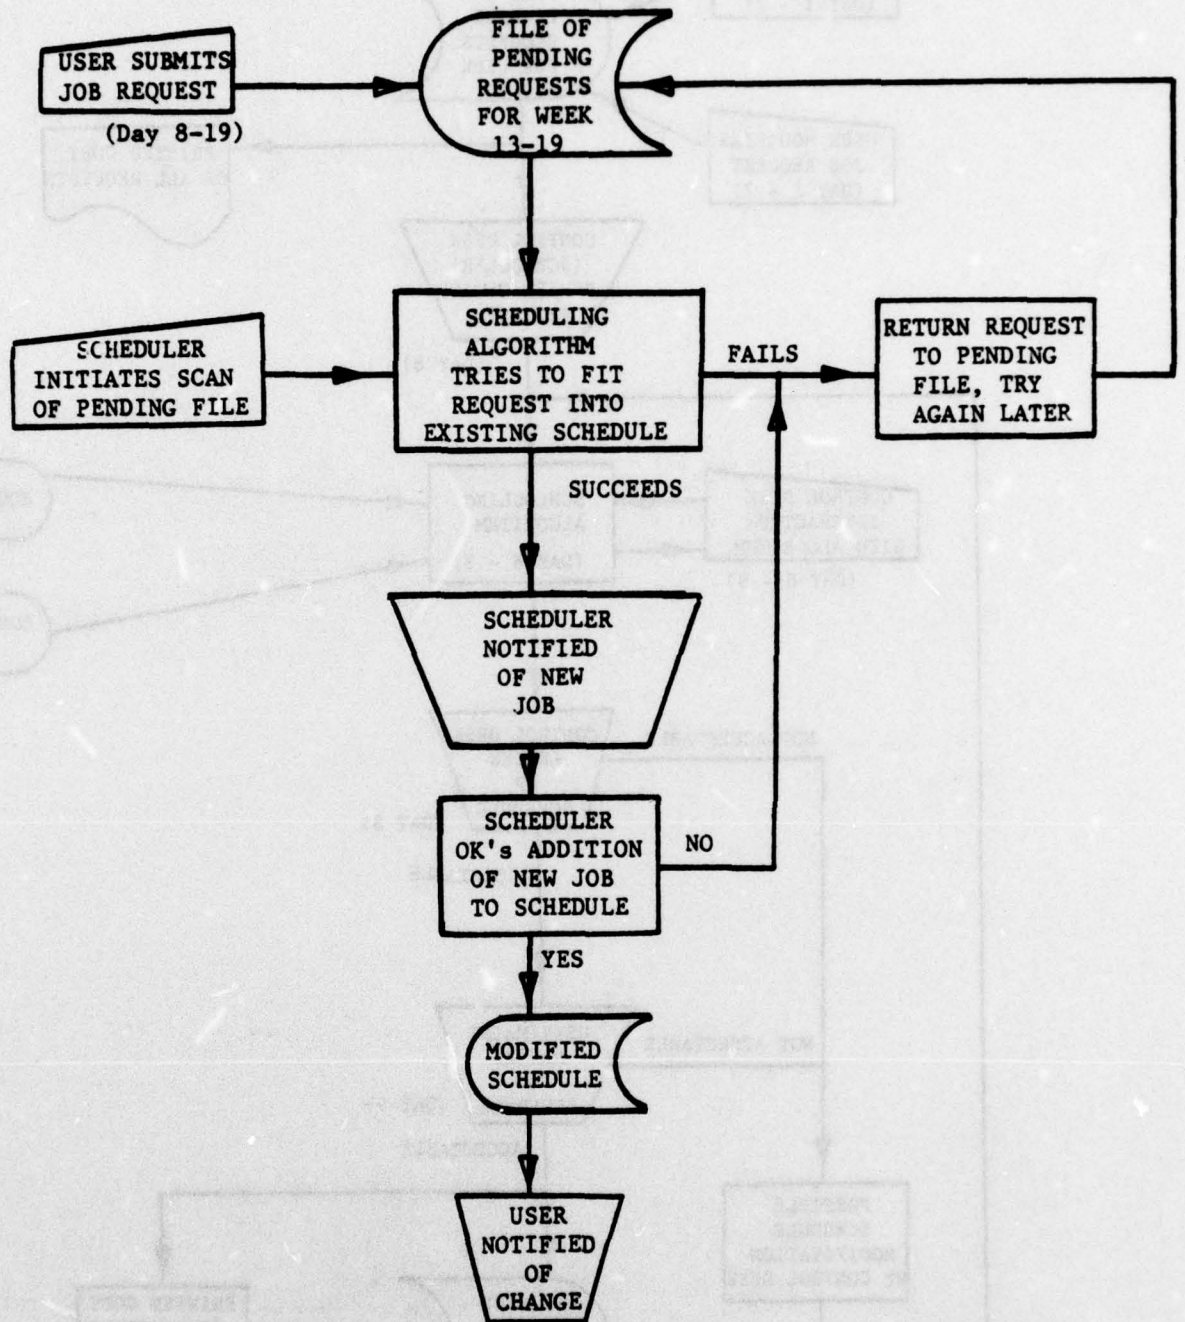 USER SUBMITS
JOB REQUEST
(Day 8-19)
FILE OF
PENDING
REQUESTS
FOR WEEK
13-19
SCHEDULER
INITIATES SCAN
OF PENDING FILE
SCHEDULING
ALGORITHM
TRIES TO FIT
REQUEST INTO
EXISTING SCHEDULE
FAILS
RETURN REQUEST
TO PENDING
FILE, TRY
AGAIN LATER
SUCCEEDS
SCHEDULER
NOTIFIED
OF NEW
JOB
SCHEDULER
OK's ADDITION
OF NEW JOB
TO SCHEDULE
NO
YES
MODIFIED
SCHEDULE
USER
NOTIFIED
OF
CHANGE